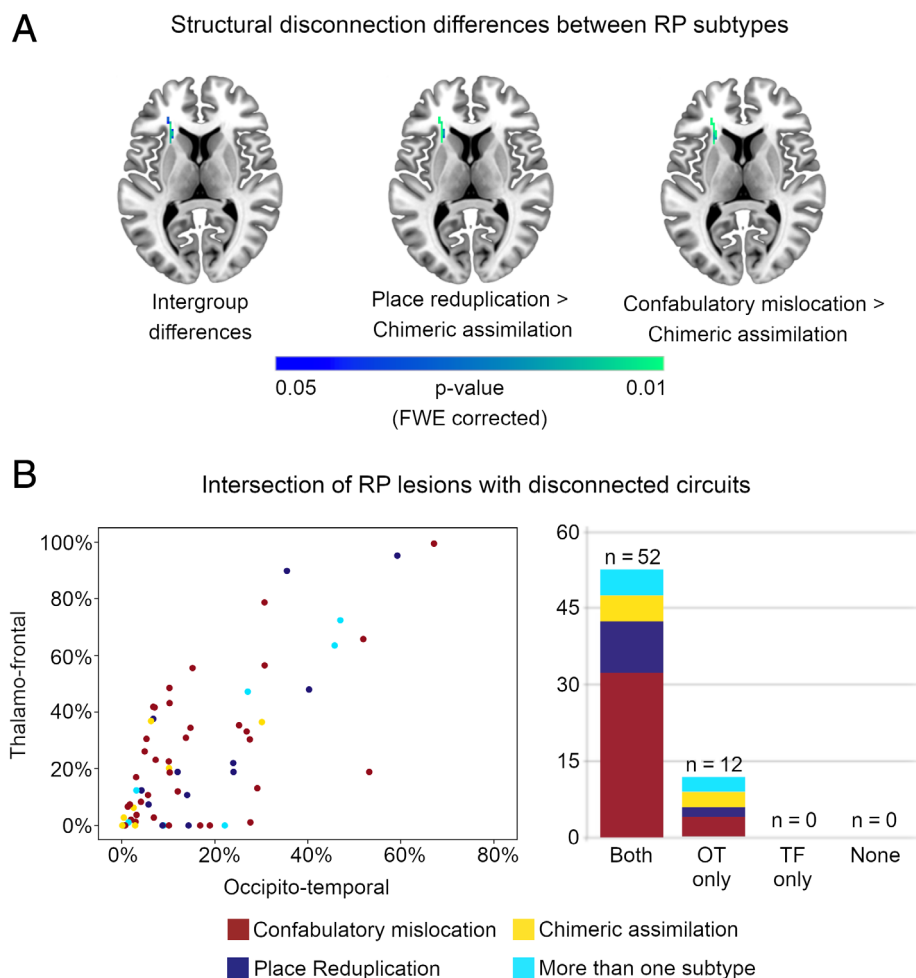 A
Structural disconnection differences between RP subtypes
Intergroup
differences
Place reduplication >
Chimeric assimilation
Confabulatory mislocation >
Chimeric assimilation
0.05
p-value
0.01
(FWE corrected)
B
Intersection of RP lesions with disconnected circuits
Thalamo-frontal
100%
80%
60%
40%
20%
0%
0%
20%
40%
60%
80%
Occipito-temporal
60
45
30
15
0
n = 52
n = 12
n = 0
n = 0
Both
OT
only
TF
only
None
Confabulatory mislocation
Chimeric assimilation
Place Reduplication
More than one subtype